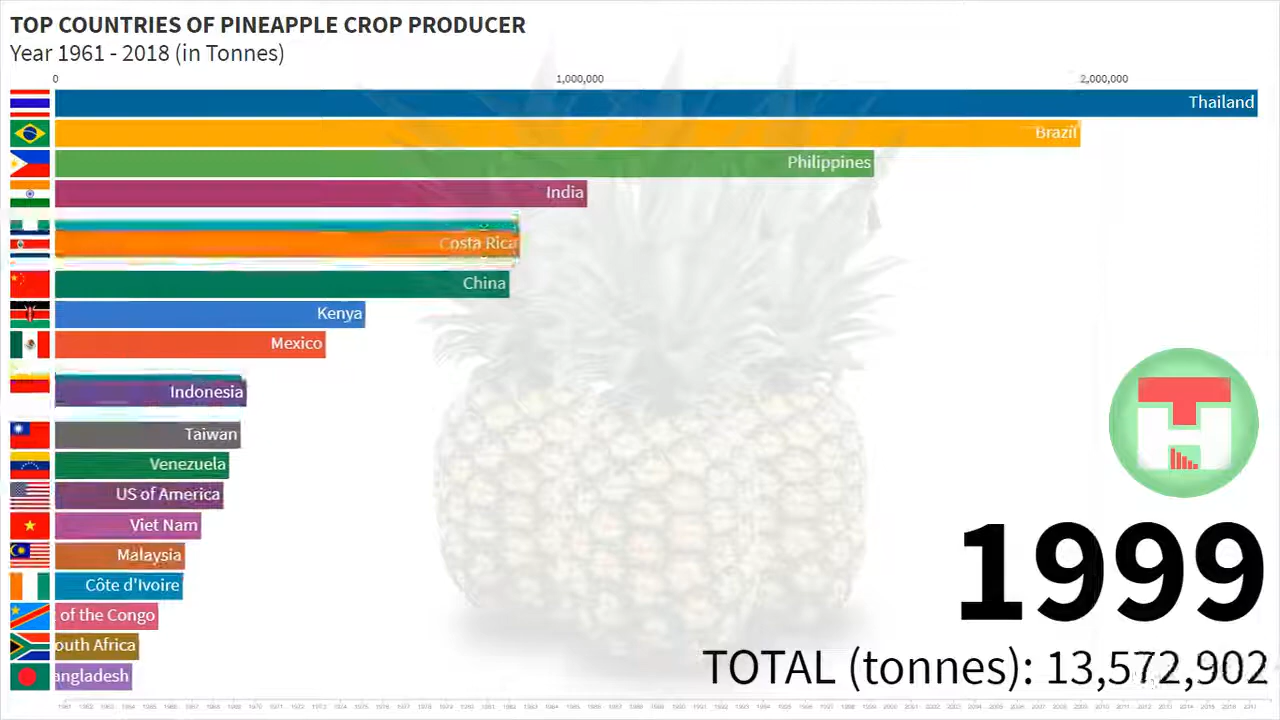 TOP COUNTRIES OF PINEAPPLE CROP PRODUCER
Year 1961 - 2018 (in Tonnes)
0 1,000,000 2,000,000
Thailand
Brazil
Philippines
India
Costa Rica
China
Kenya
Mexico
Indonesia
Taiwan
Venezuela
US of America
Viet Nam
Malaysia
Côte d'Ivoire
of the Congo
outh Africa
angladesh
1999
TOTAL (tonnes): 13,572,902